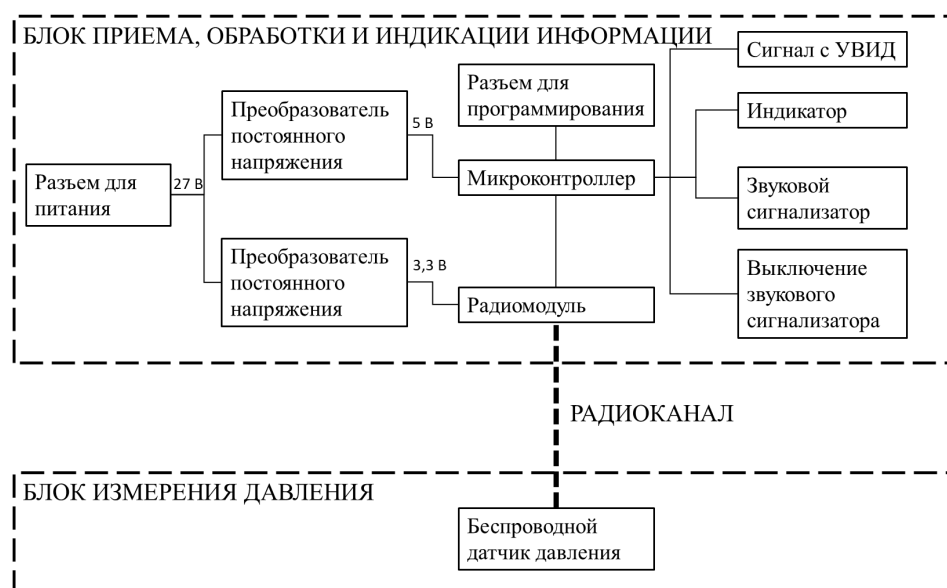 БЛОК ПРИЕМА, ОБРАБОТКИ И ИНДИКАЦИИ ИНФОРМАЦИИ
Разъем для
питания
27 В
Преобразователь
постоянного
напряжения
5 В
Преобразователь
постоянного
напряжения
3,3 В
Разъем для
программирования
Микроконтроллер
Радиомодуль
Сигнал с УВИД
Индикатор
Звуковой
сигнализатор
Выключение
звукового
сигнализатора
РАДИОКАНАЛ
БЛОК ИЗМЕРЕНИЯ ДАВЛЕНИЯ
Беспроводной
датчик давления